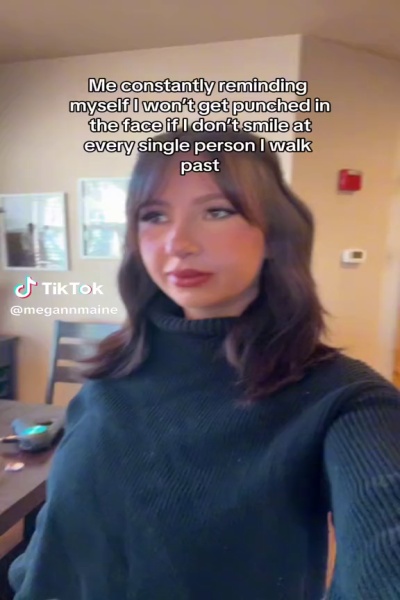 Me constantly reminding
myself I won't get punched in
the face if I don't smile at
every single person I walk
past
TikTok
@megannmaine